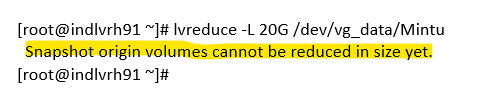 [root@indlvrh91 ~]# lvreduce -L 20G /dev/vg_data/Mintu
Snapshot origin volumes cannot be reduced in size yet.
[root@indlvrh91 ~]#